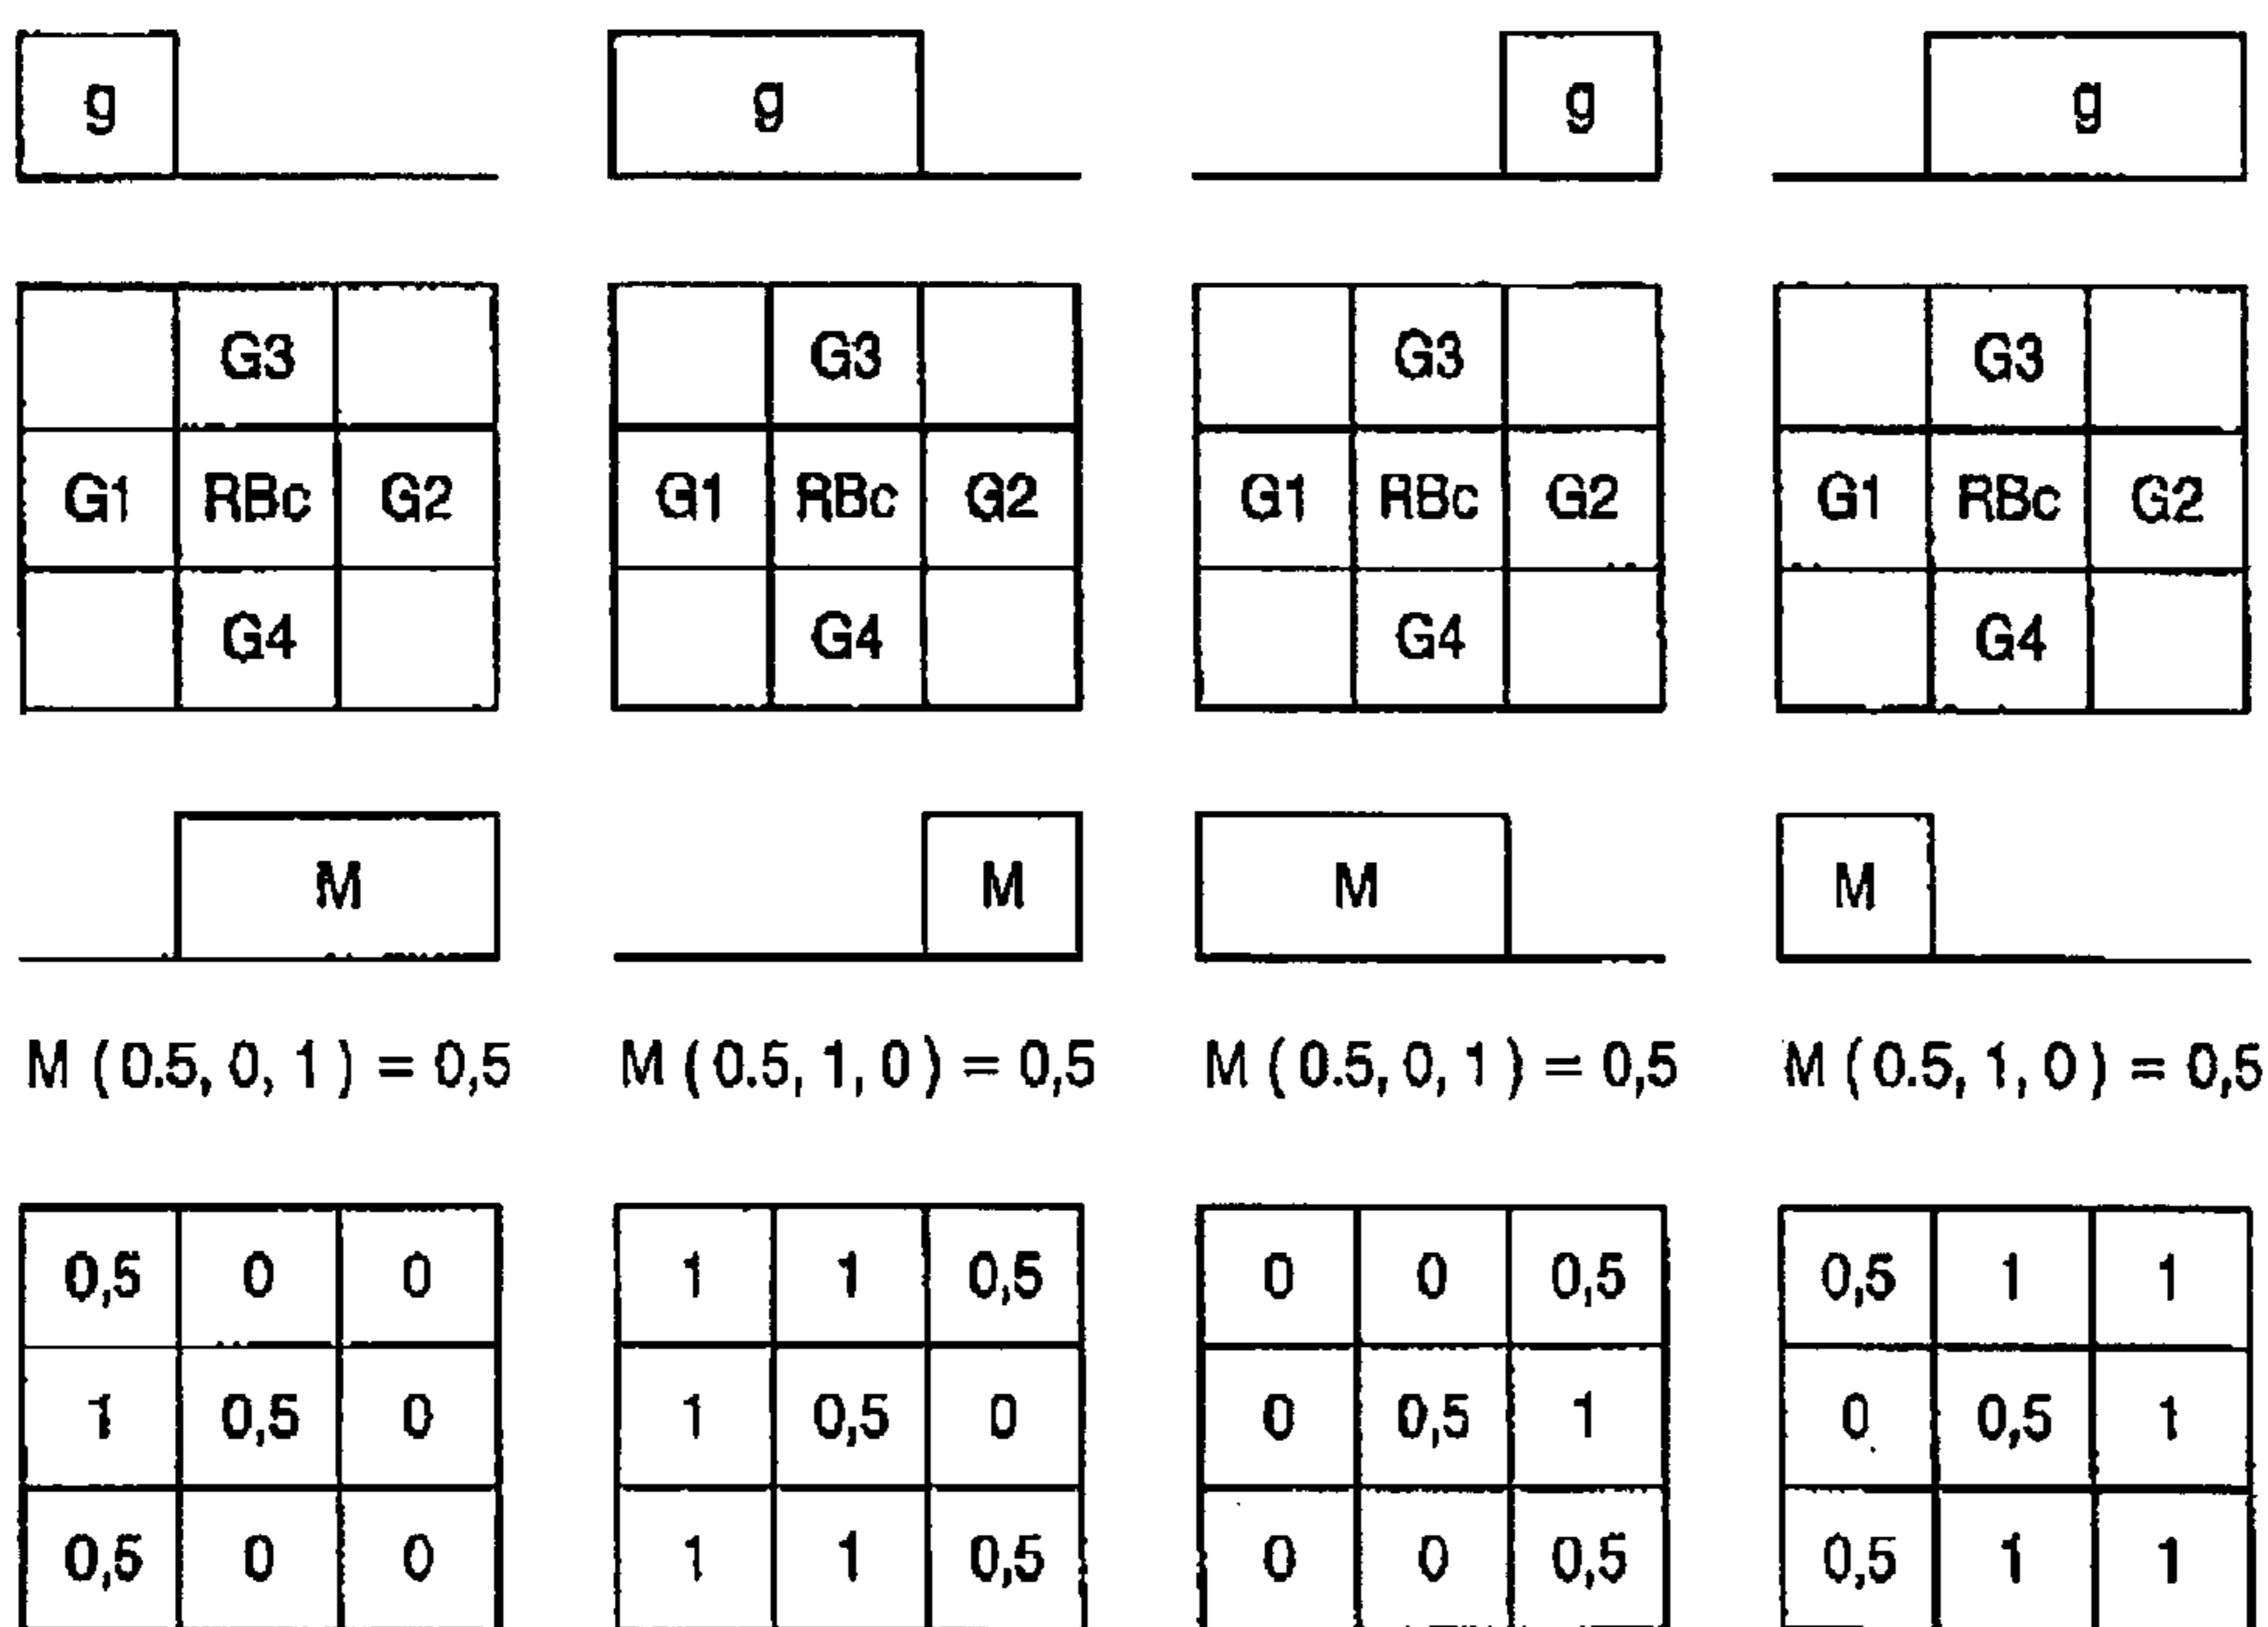 g g g g
G3 G3 G3 G3
G1 RBc G2 G1 RBc G2 G1 RBc G2 G1 RBc G2
G4 G4 G4 G4
M M M M
M ( 0.5, 0, 1 ) = 0,5 M ( 0.5, 1, 0 ) = 0,5 M ( 0.5, 0, 1 ) = 0,5 M ( 0.5, 1, 0 ) = 0,5
0,5 0 0 1 1 0,5 0 0 0,5 0,5 1 1
1 0,5 0 1 0,5 0 0 0,5 1 0 0,5 1
0,5 0 0 1 1 0,5 0 0 0,5 0,5 1 1